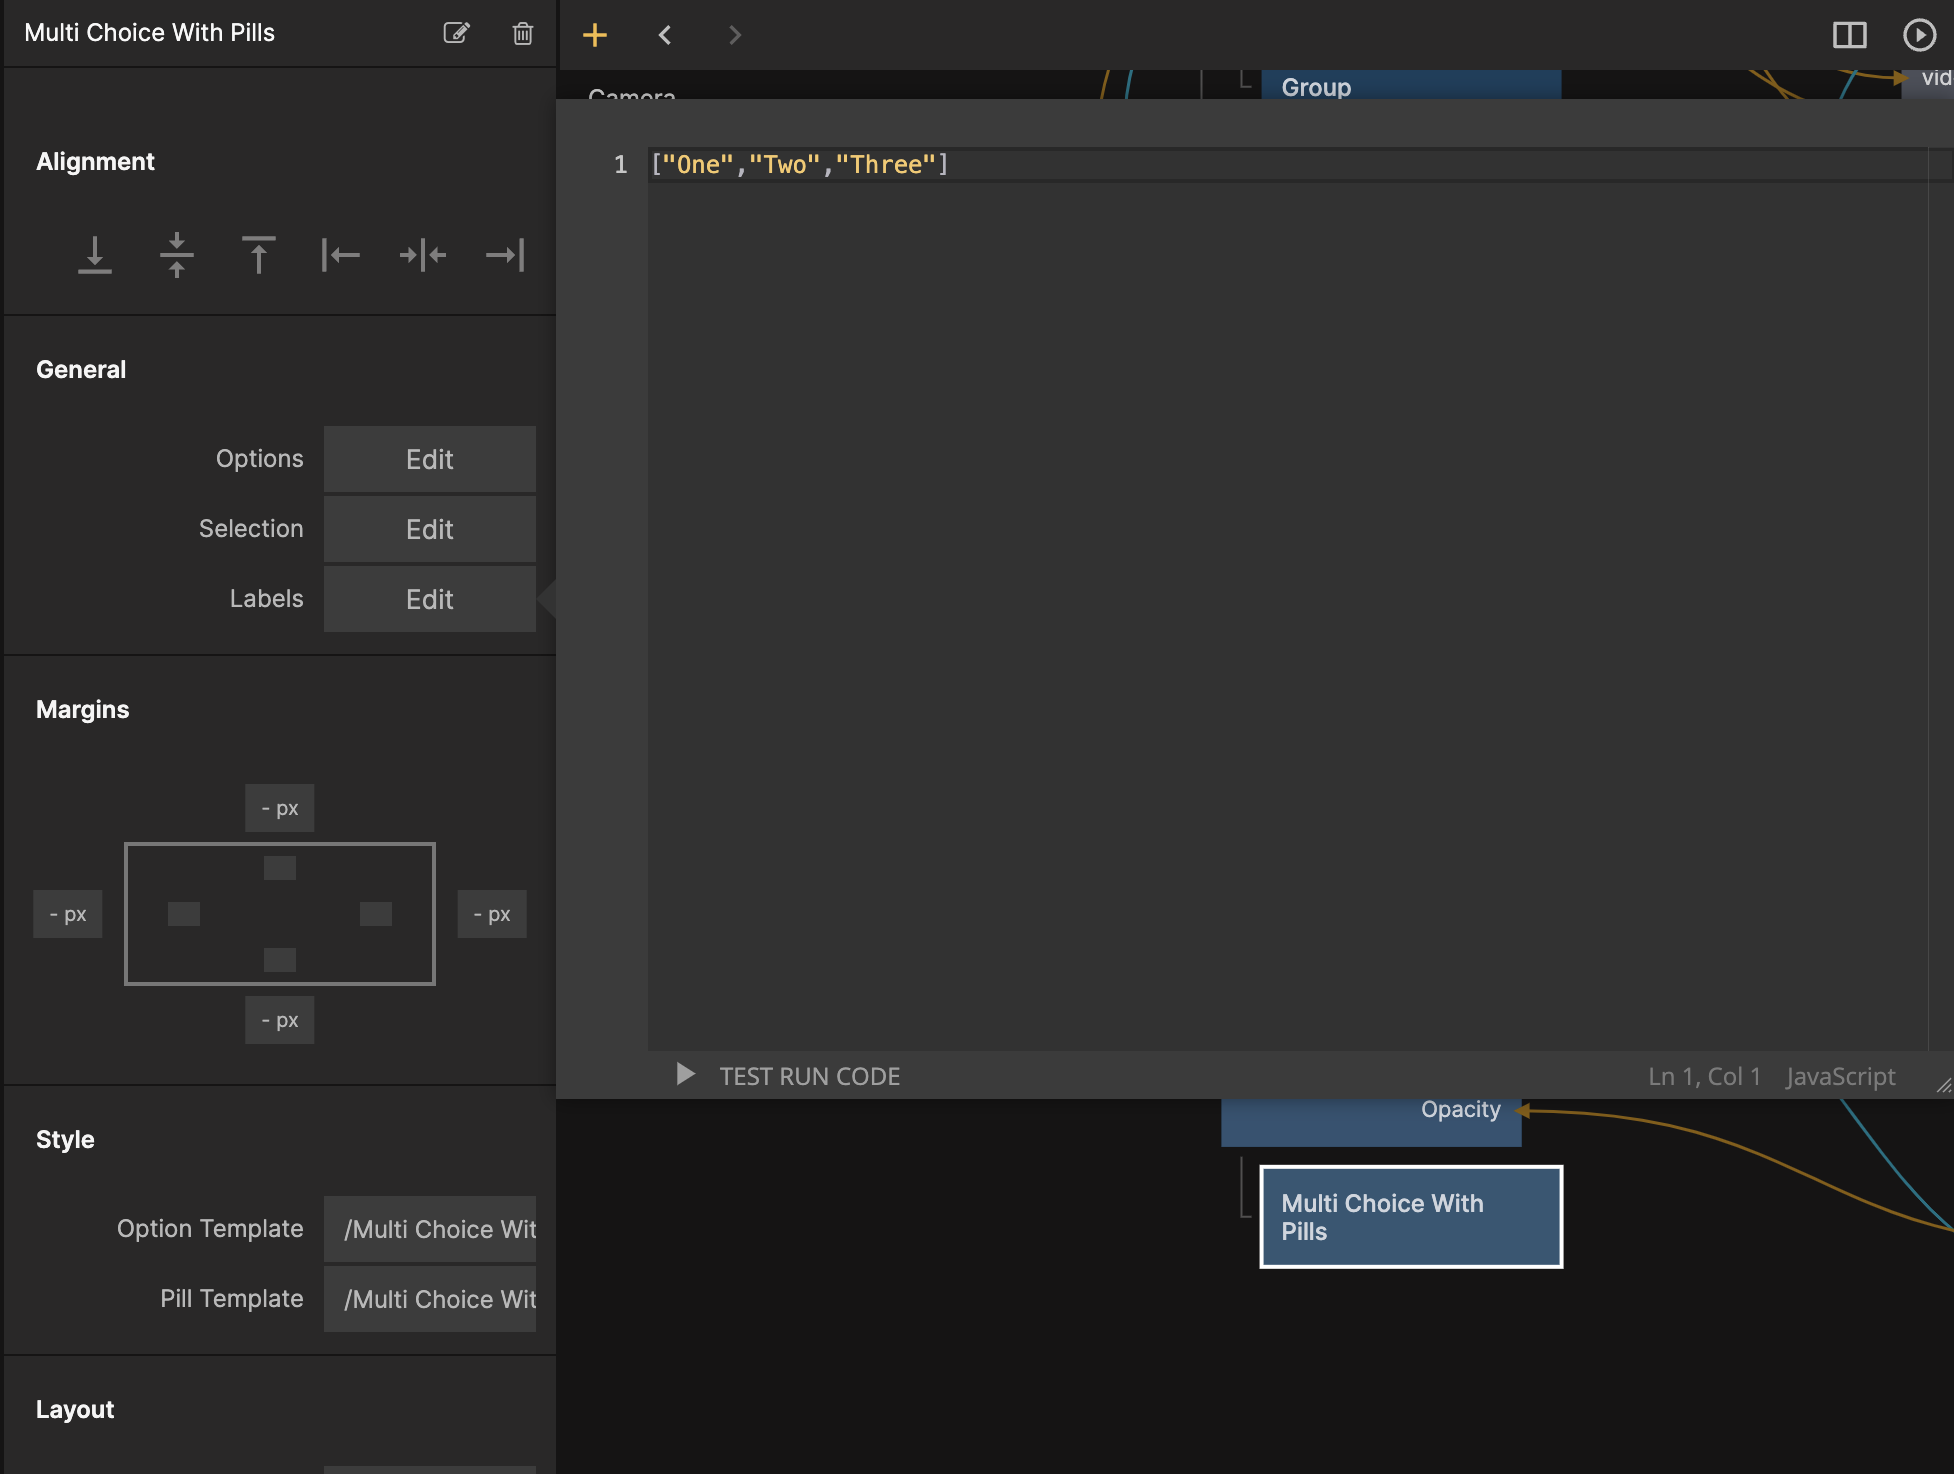 Multi Choice With Pills
Camera
Group
vid
Alignment
1 ["One","Two","Three"]
General
Options Edit
Selection Edit
Labels Edit
Margins
- px
- px - px
- px
TEST RUN CODE
Ln 1, Col 1 JavaScript
Opacity
Style
Multi Choice With
Pills
Option Template /Multi Choice Wit
Pill Template /Multi Choice Wit
Layout